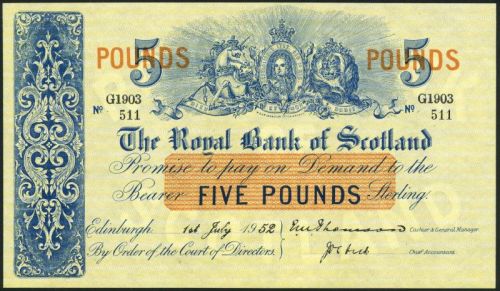 5 POUNDS POUNDS 5
G1903 G1903
Nº 511 Nº 511
The Royal Bank of Scotland
Promise to pay on Demand to the
Bearer FIVE POUNDS Sterling.
Edinburgh 1st July 1952
Cashier & General Manager
By Order of the Court of Directors.
Chief Accountant